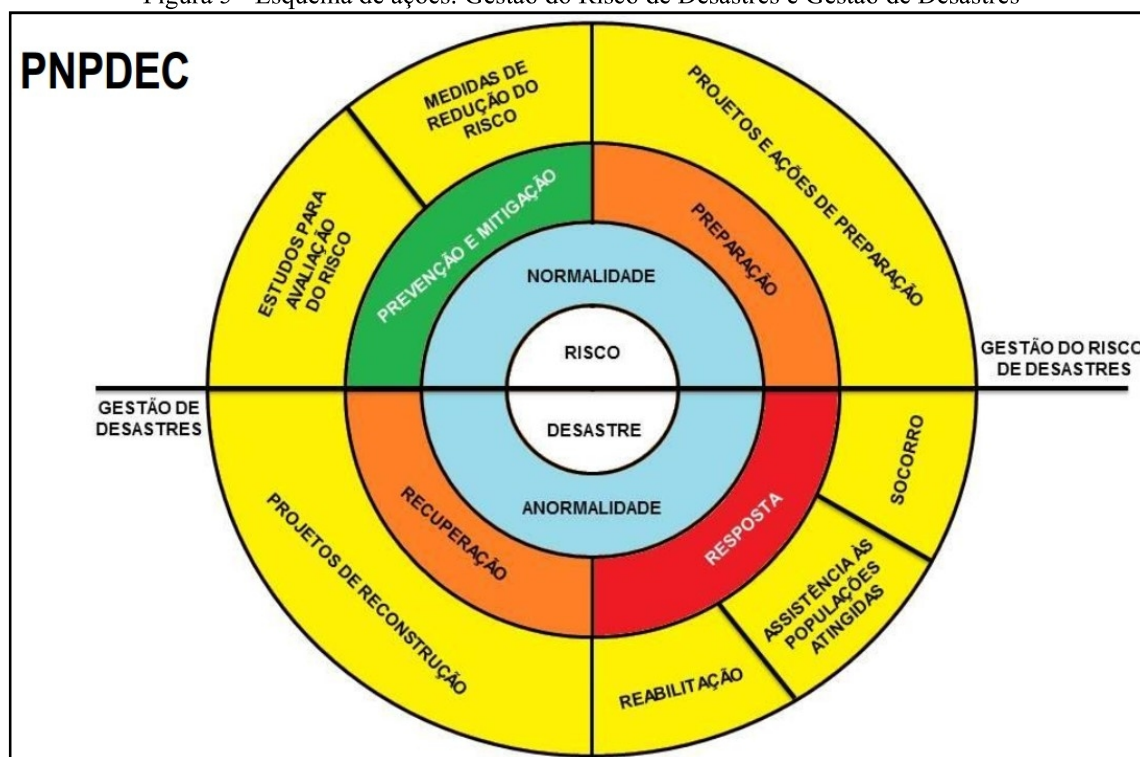 Figura 3 - Esquema de ações: Gestão do Risco de Desastres e Gestão de Desastres
PNPDEC
MEDIDAS DE
REDUÇÃO DO
RISCO
PROJETOS E AÇÕES DE PREPARAÇÃO
ESTUDOS PARA
AVALIAÇÃO
DO RISCO
PREVENÇÃO E MITIGAÇÃO
PREPARAÇÃO
NORMALIDADE
RISCO
GESTÃO DO RISCO
DE DESASTRES
GESTÃO DE
DESASTRES
DESASTRE
ANORMALIDADE
SOCORRO
RECUPERAÇÃO
RESPOSTA
ASSISTÊNCIA ÀS
POPULAÇÕES
ATINGIDAS
PROJETOS DE RECONSTRUÇÃO
REABILITAÇÃO